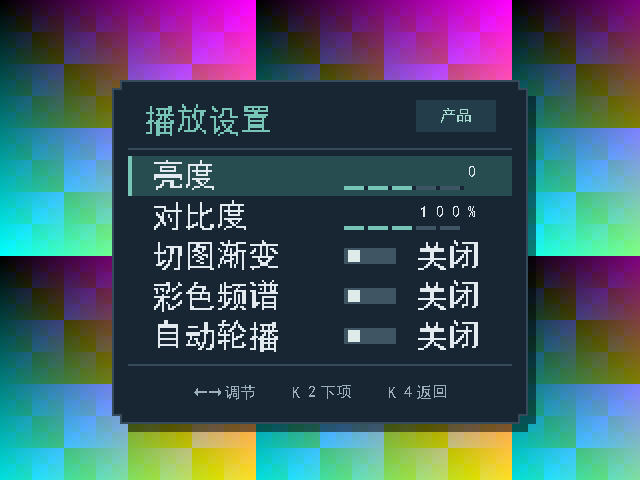 播放设置 产品
亮度 0
对比度 100%
切图渐变 关闭
彩色频谱 关闭
自动轮播 关闭
←→调节 K2下项 K4返回